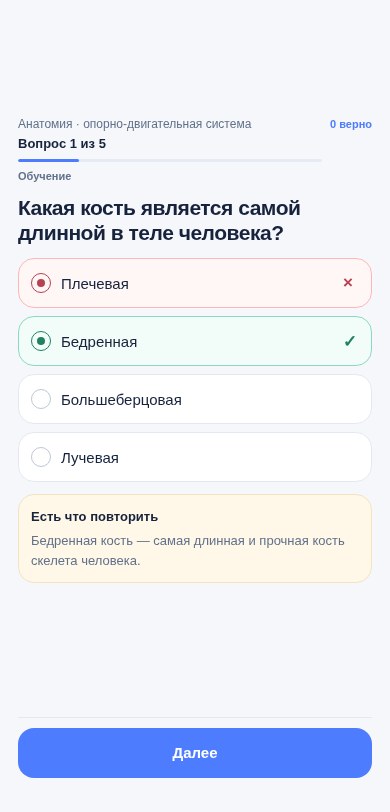 Анатомия · опорно-двигательная система
0 верно
Вопрос 1 из 5
Обучение
Какая кость является самой
длинной в теле человека?
Плечевая ×
Бедренная ✓
Большеберцовая
Лучевая
Есть что повторить
Бедренная кость — самая длинная и прочная кость
скелета человека.
Далее